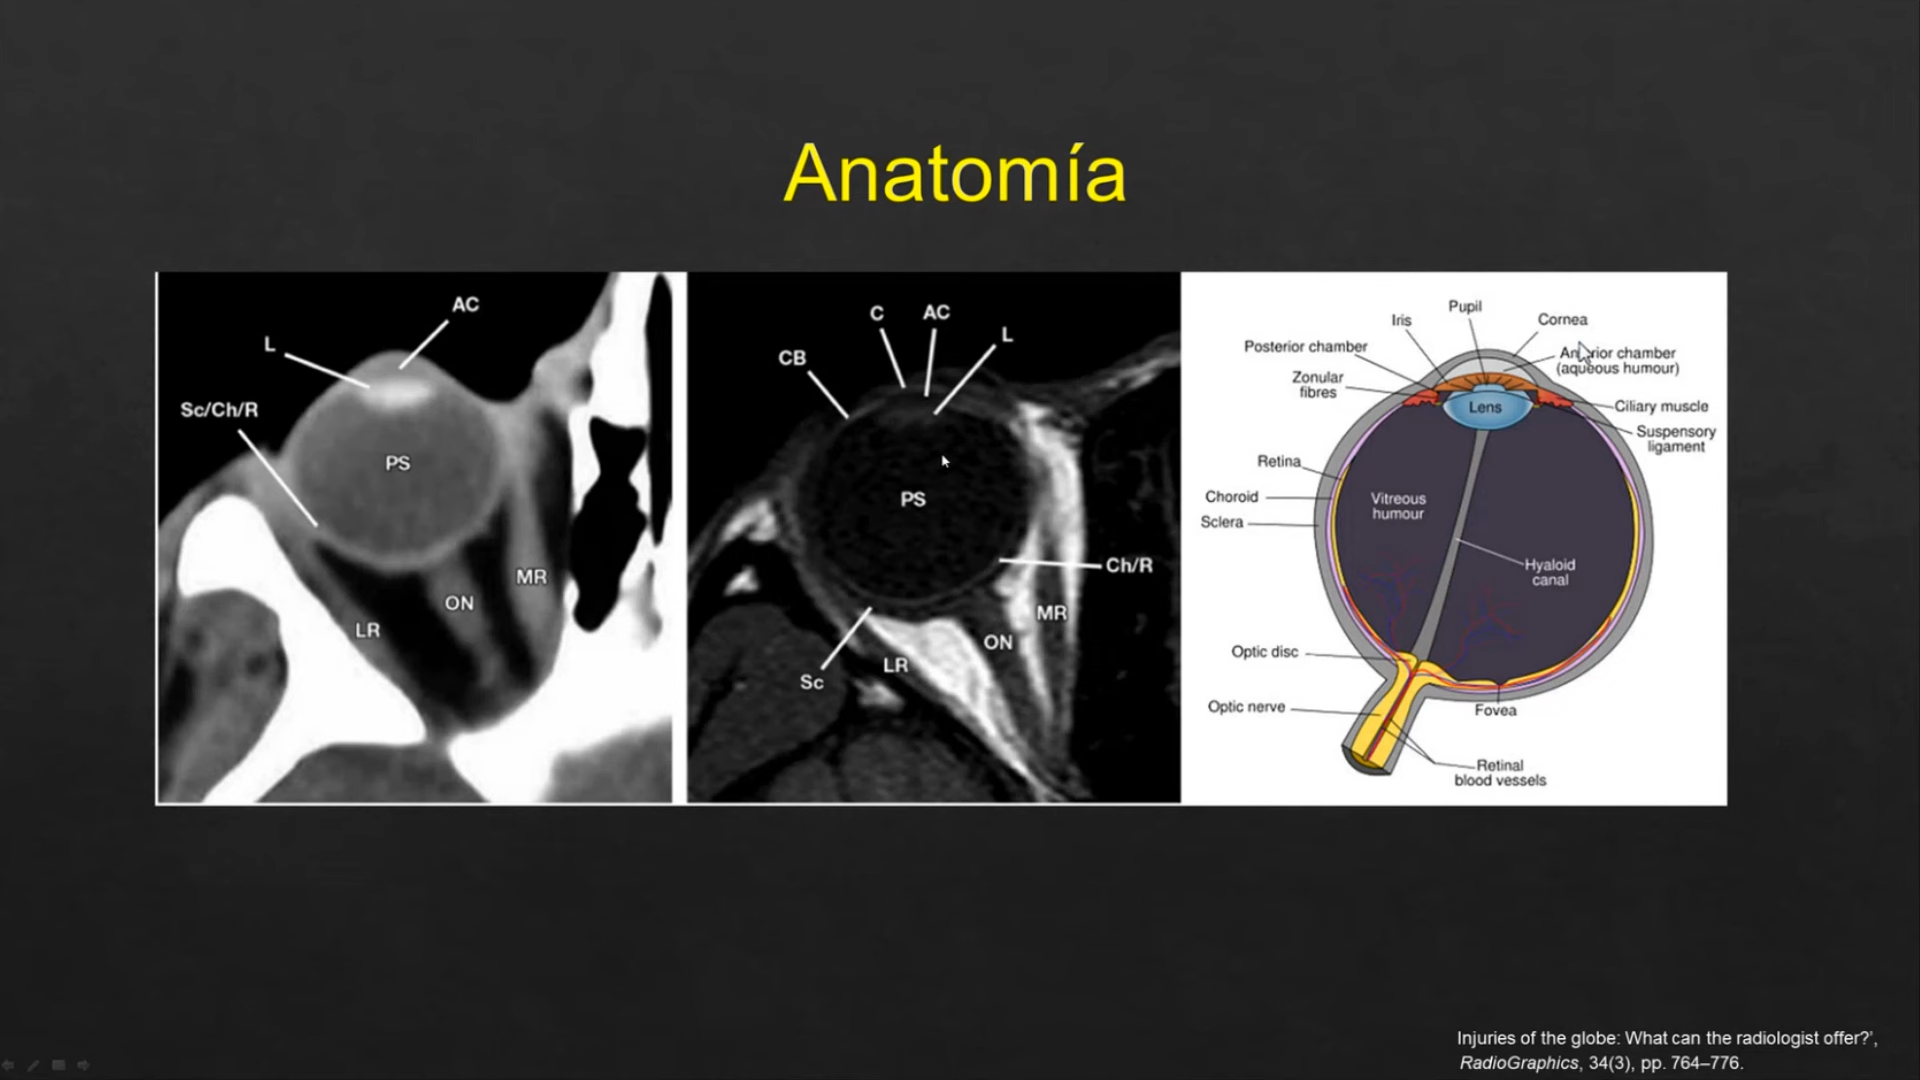 Anatomía
AC
L
Sc/Ch/R
PS
MR
ON
LR
C
AC
L
CB
PS
Ch/R
MR
ON
LR
Sc
Pupil
Iris
Cornea
Posterior chamber
Anterior chamber
(aqueous humour)
Zonular
fibres
Lens
Ciliary muscle
Suspensory
ligament
Retina
Choroid
Vitreous
humour
Sclera
Hyaloid
canal
Optic disc
Optic nerve
Fovea
Retinal
blood vessels
Injuries of the globe: What can the radiologist offer?',
RadioGraphics, 34(3), pp. 764–776.